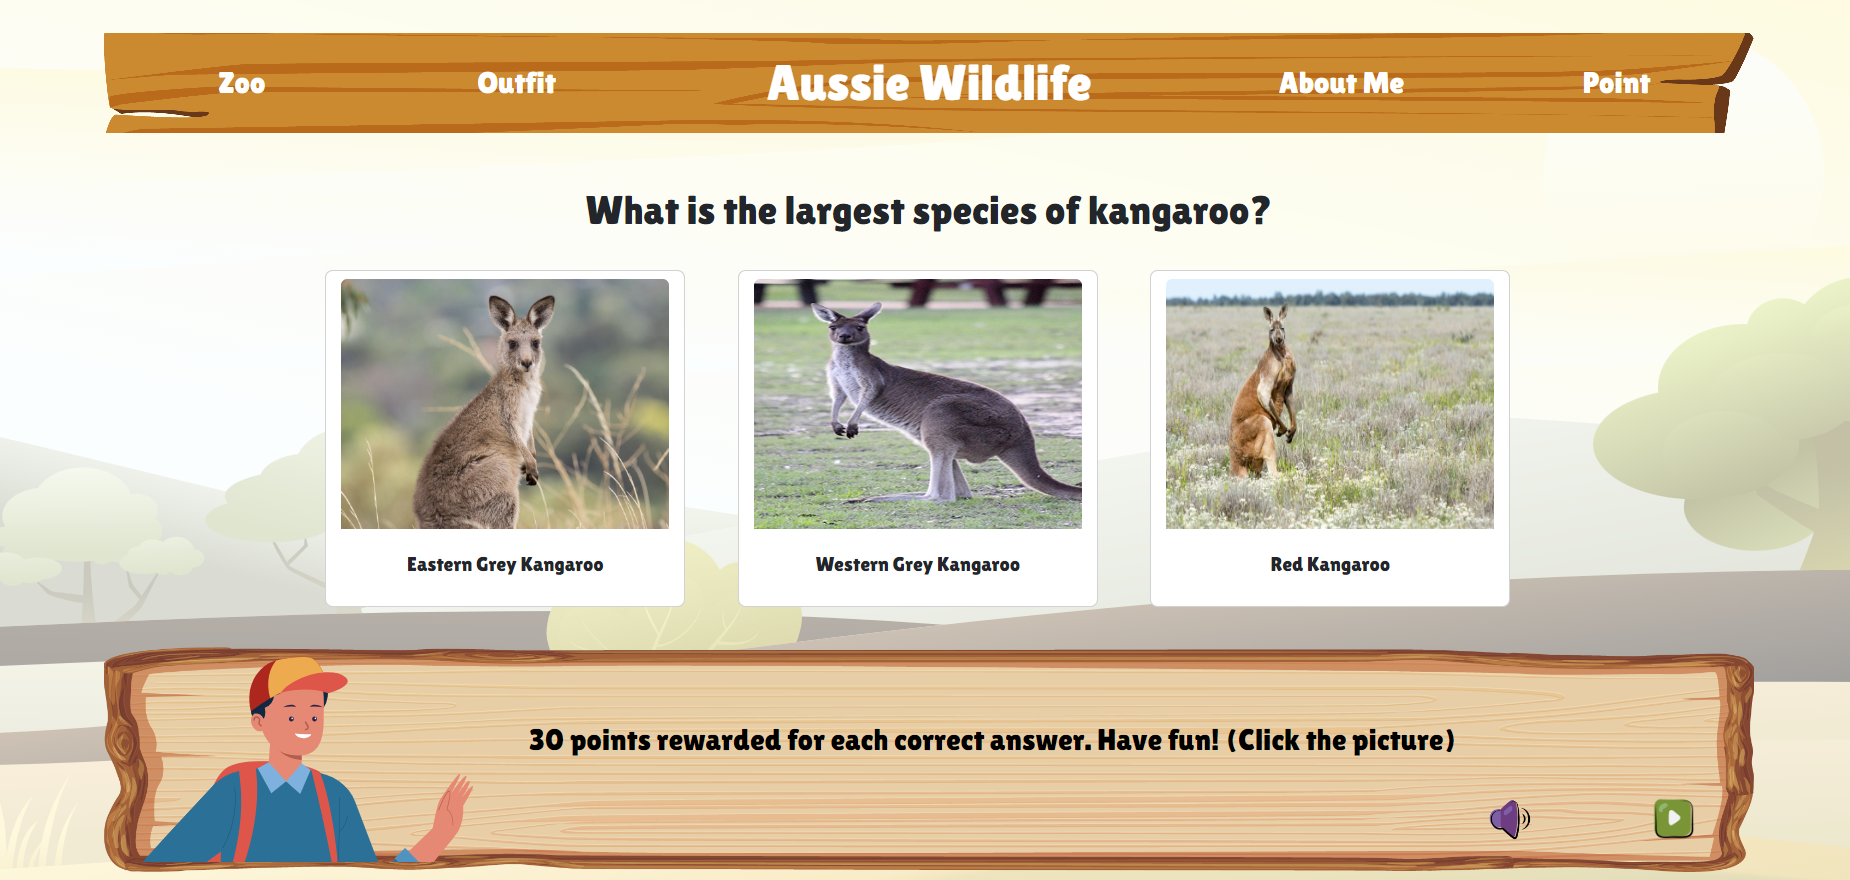 Zoo Outfit Aussie Wildlife About Me Point
What is the largest species of kangaroo?
Eastern Grey Kangaroo Western Grey Kangaroo Red Kangaroo
30 points rewarded for each correct answer. Have fun! (Click the picture)